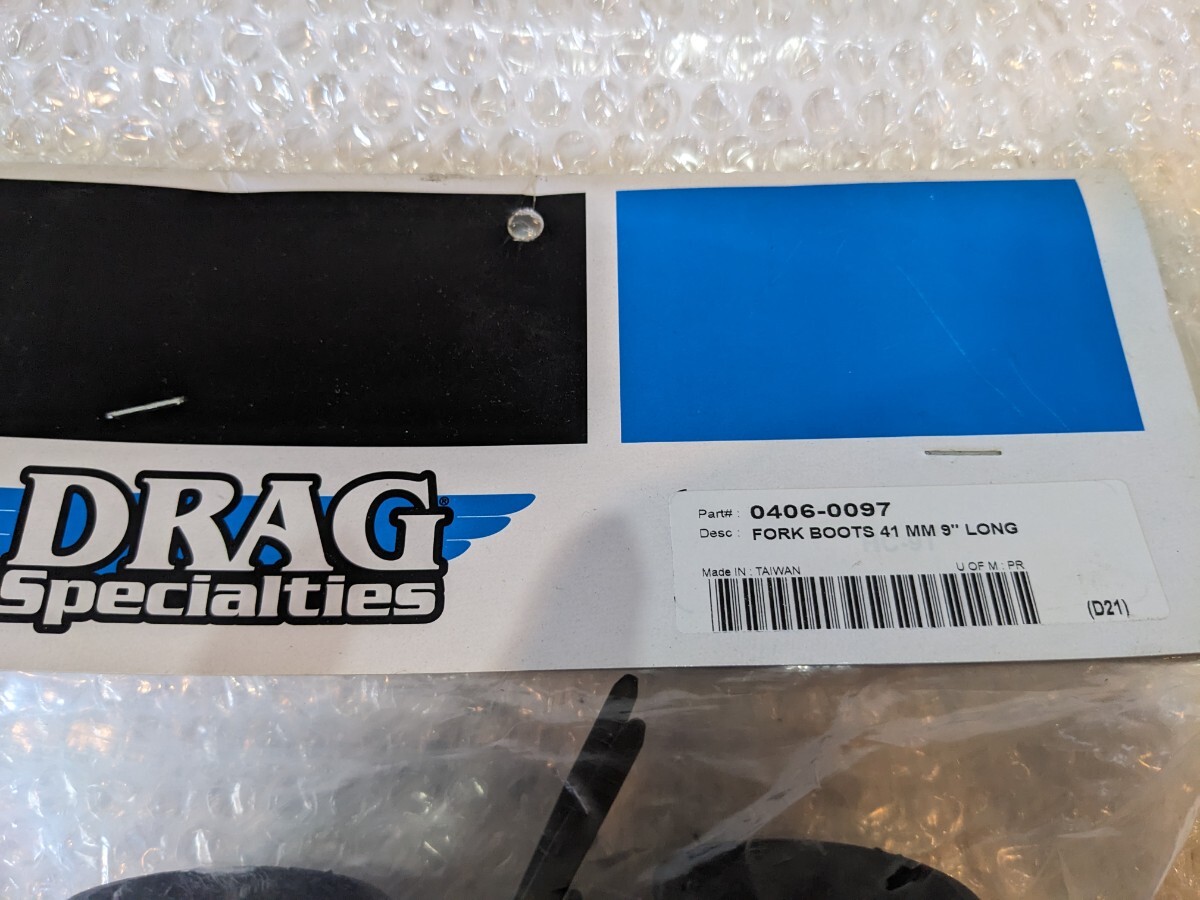 DRAG®
Specialties
Part# : 0406-0097
Desc : FORK BOOTS 41 MM 9" LONG
Made IN : TAIWAN U OF M : PR
(D21)